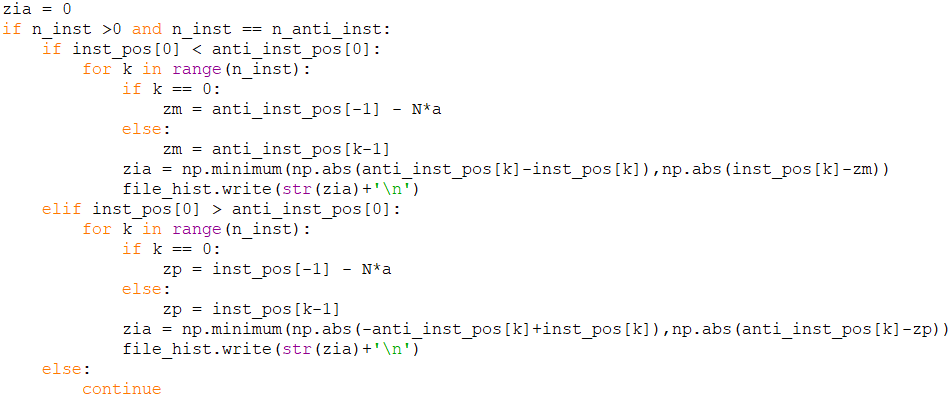 zia = 0
if n_inst >0 and n_inst == n_anti_inst:
    if inst_pos[0] < anti_inst_pos[0]:
        for k in range(n_inst):
            if k == 0:
                zm = anti_inst_pos[-1] - N*a
            else:
                zm = anti_inst_pos[k-1]
            zia = np.minimum(np.abs(anti_inst_pos[k]-inst_pos[k]),np.abs(inst_pos[k]-zm))
            file_hist.write(str(zia)+'\n')
    elif inst_pos[0] > anti_inst_pos[0]:
        for k in range(n_inst):
            if k == 0:
                zp = inst_pos[-1] - N*a
            else:
                zp = inst_pos[k-1]
            zia = np.minimum(np.abs(-anti_inst_pos[k]+inst_pos[k]),np.abs(anti_inst_pos[k]-zp))
            file_hist.write(str(zia)+'\n')
    else:
        continue